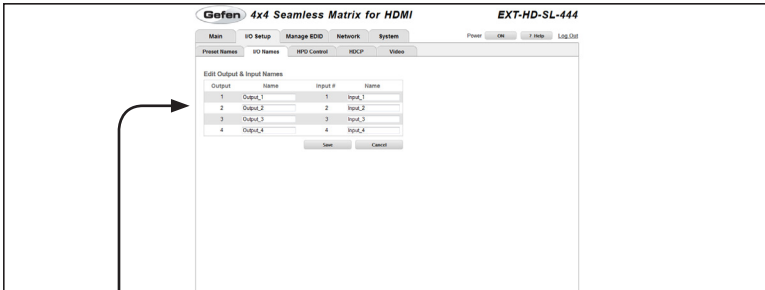 Gefen 4x4 Seamless Matrix for HDMI EXT-HD-SL-444
Main I/O Setup Manage EDID Network System Power ON ? Help Log Out
Preset Names I/O Names HPD Control HDCP Video
Edit Output & Input Names
Output Name Input # Name
1 Output_1 1 Input_1
2 Output_2 2 Input_2
3 Output_3 3 Input_3
4 Output_4 4 Input_4
Save Cancel